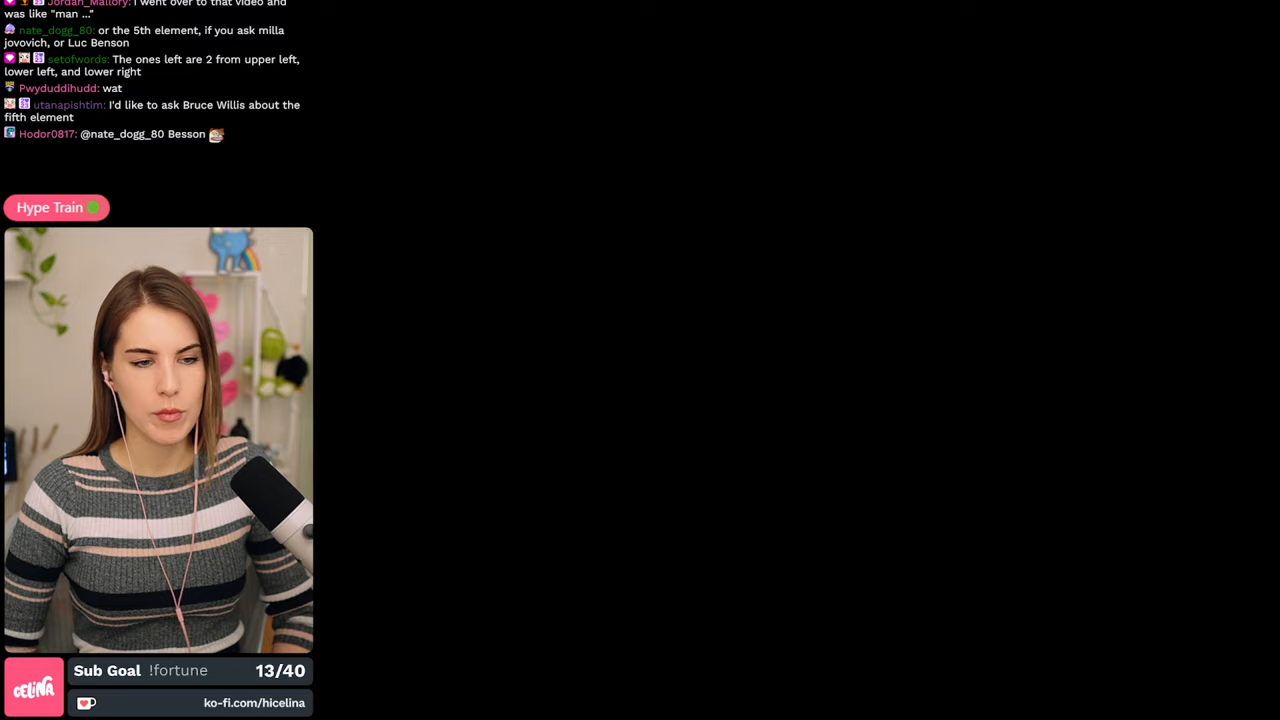 Jordan_Mallory: I went over to that video and
was like "man ..."
nate_dogg_80: or the 5th element, if you ask milla
jovovich, or Luc Benson
setofwords: The ones left are 2 from upper left,
lower left, and lower right
Pwyduddihudd: wat
utanapishtim: I'd like to ask Bruce Willis about the
fifth element
Hodor0817: @nate_dogg_80 Besson
Hype Train
CELINA
Sub Goal !fortune 13/40
ko-fi.com/hicelina